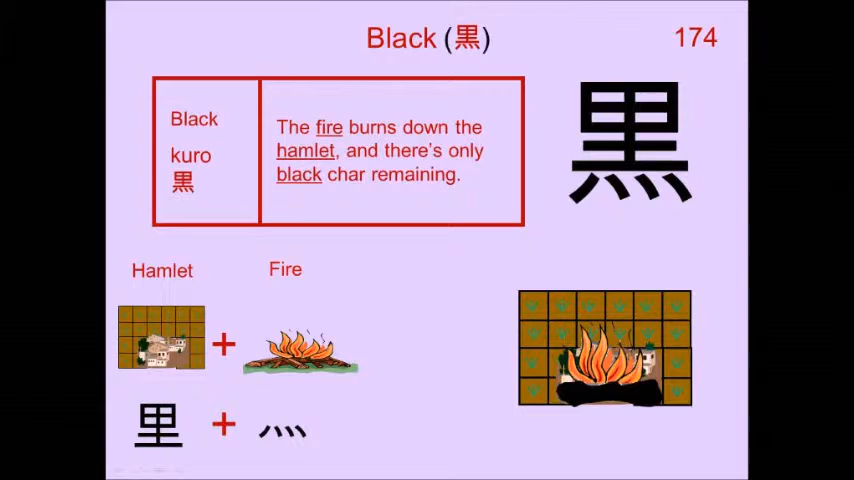 Black (黒)
174
Black
kuro
黒
The fire burns down the
hamlet, and there's only
black char remaining.
黒
Hamlet
Fire
+
里 + 灬